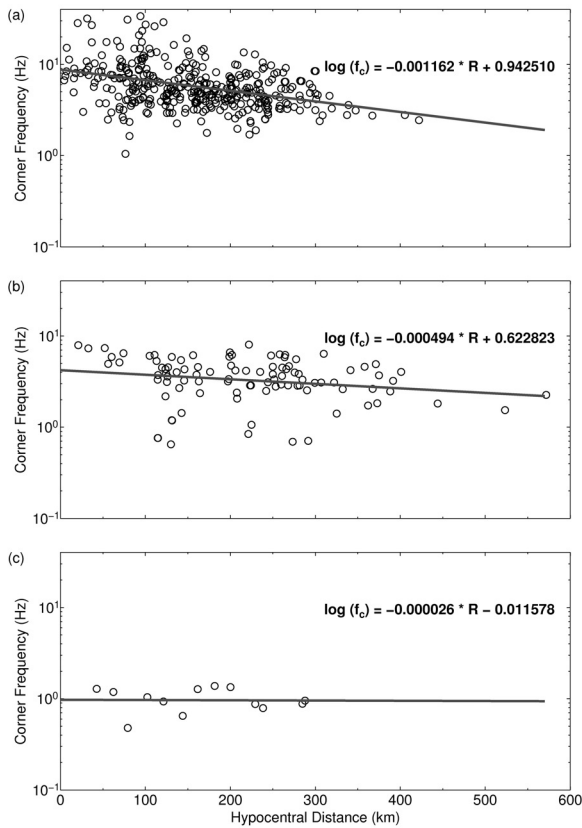 (a)
10¹
10⁰
10⁻¹
Corner Frequency (Hz)
log (f_c) = −0.001162 * R + 0.942510
(b)
10¹
10⁰
10⁻¹
Corner Frequency (Hz)
log (f_c) = −0.000494 * R + 0.622823
(c)
10¹
10⁰
10⁻¹
Corner Frequency (Hz)
log (f_c) = −0.000026 * R − 0.011578
0 100 200 300 400 500 600
Hypocentral Distance (km)